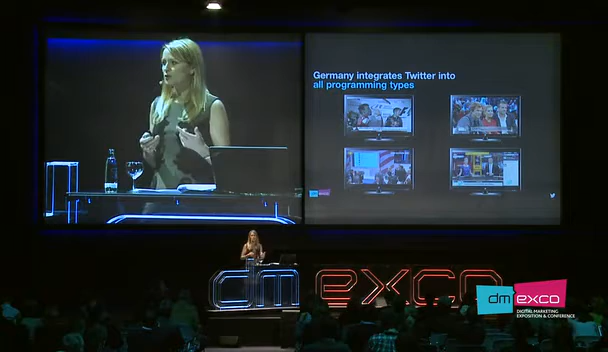 Germany integrates Twitter into
all programming types
dm exco
dmexco
DIGITAL MARKETING
EXPOSITION & CONFERENCE